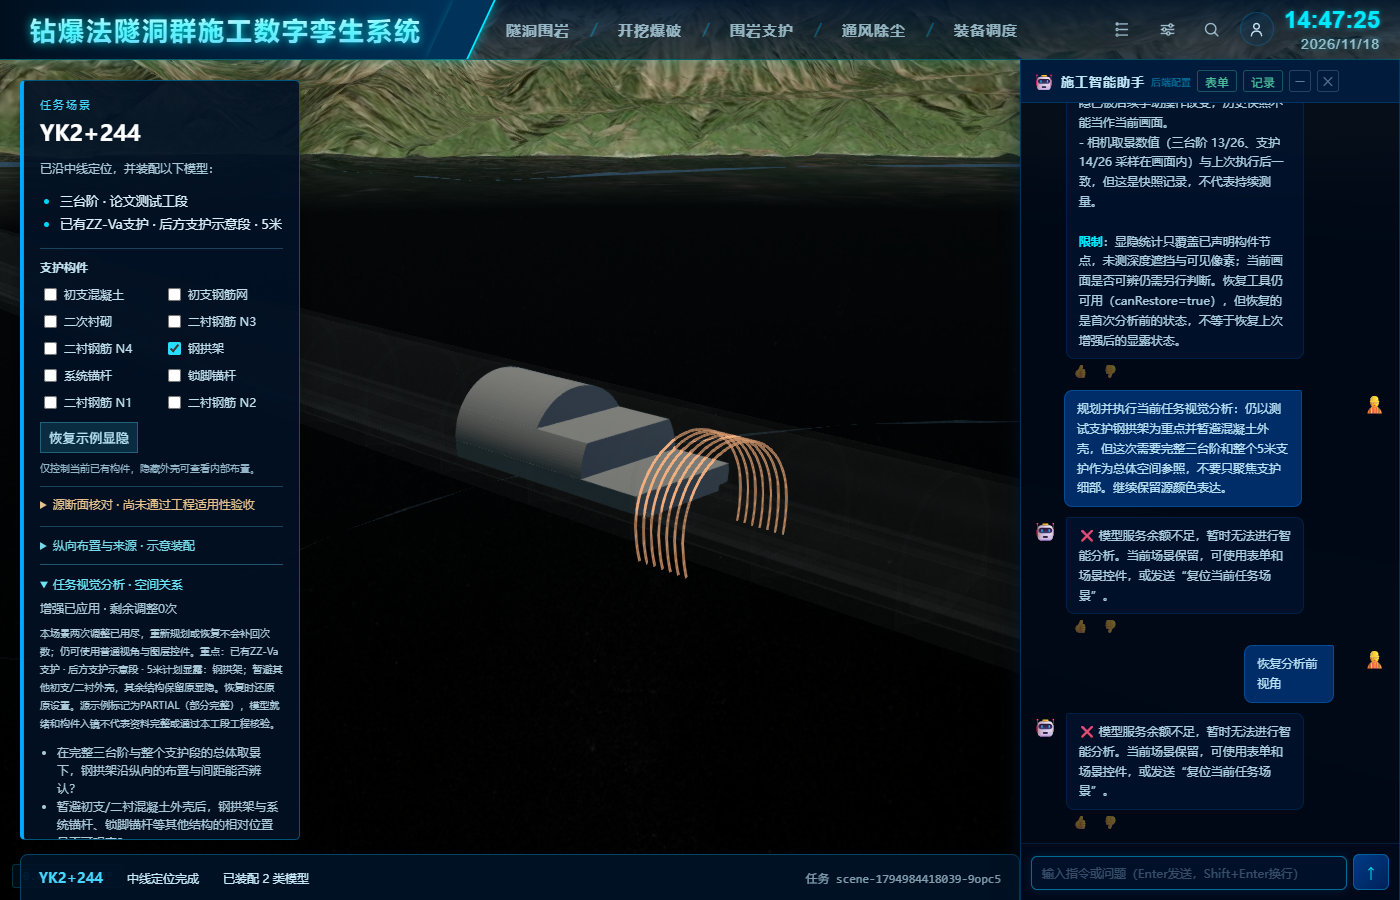 钻爆法隧洞群施工数字孪生系统
隧洞围岩 / 开挖爆破 / 围岩支护 / 通风除尘 / 装备调度
14:47:25
2026/11/18
任务场景
YK2+244
已沿中线定位，并装配以下模型：
三台阶 · 论文测试工段
已有ZZ-Va支护 · 后方支护示意段 · 5米
支护构件
初支混凝土 初支钢筋网
二次衬砌 二衬钢筋 N3
二衬钢筋 N4 钢拱架
系统锚杆 锁脚锚杆
二衬钢筋 N1 二衬钢筋 N2
恢复示例显隐
仅控制当前已有构件，隐藏外壳可查看内部布置。
源断面核对 · 尚未通过工程适用性验收
纵向布置与来源 · 示意装配
任务视觉分析 · 空间关系
增强已应用 · 剩余调整0次
本场景两次调整已用尽，重新规划或恢复不会补回次
数；仍可使用普通视角与图层控件。重点：已有ZZ-Va
支护 · 后方支护示意段 · 5米计划显露：钢拱架；暂避其
他初支/二衬外壳，其余结构保留原显隐。恢复时还原
原设置。源示例标记为PARTIAL（部分完整），模型就
绪和构件入镜不代表资料完整或通过本工段工程核验。
在完整三台阶与整个支护段的总体取景
下，钢拱架沿纵向的布置与间距能否辨
认？
暂避初支/二衬混凝土外壳后，钢拱架与系
统锚杆、锁脚锚杆等其他结构的相对位置
YK2+244 中线定位完成 已装配 2 类模型
任务 scene-1794984418039-9opc5
施工智能助手 后端配置 表单 记录
能当作当前画面。
- 相机取景数值（三台阶 13/26、支护
14/26 采样在画面内）与上次执行后一
致，但这是快照记录，不代表持续测
量。
限制：显隐统计只覆盖已声明构件节
点，未测深度遮挡与可见像素；当前画
面是否可辨仍需另行判断。恢复工具仍
可用（canRestore=true），但恢复的
是首次分析前的状态，不等于恢复上次
增强后的显露状态。
规划并执行当前任务视觉分析：仍以测
试支护钢拱架为重点并暂避混凝土外
壳，但这次需要完整三台阶和整个5米支
护作为总体空间参照，不要只聚焦支护
细部。继续保留源颜色表达。
❌ 模型服务余额不足，暂时无法进行智
能分析。当前场景保留，可使用表单和
场景控件，或发送“复位当前任务场
景”。
恢复分析前
视角
❌ 模型服务余额不足，暂时无法进行智
能分析。当前场景保留，可使用表单和
场景控件，或发送“复位当前任务场
景”。
输入指令或问题（Enter发送，Shift+Enter换行）